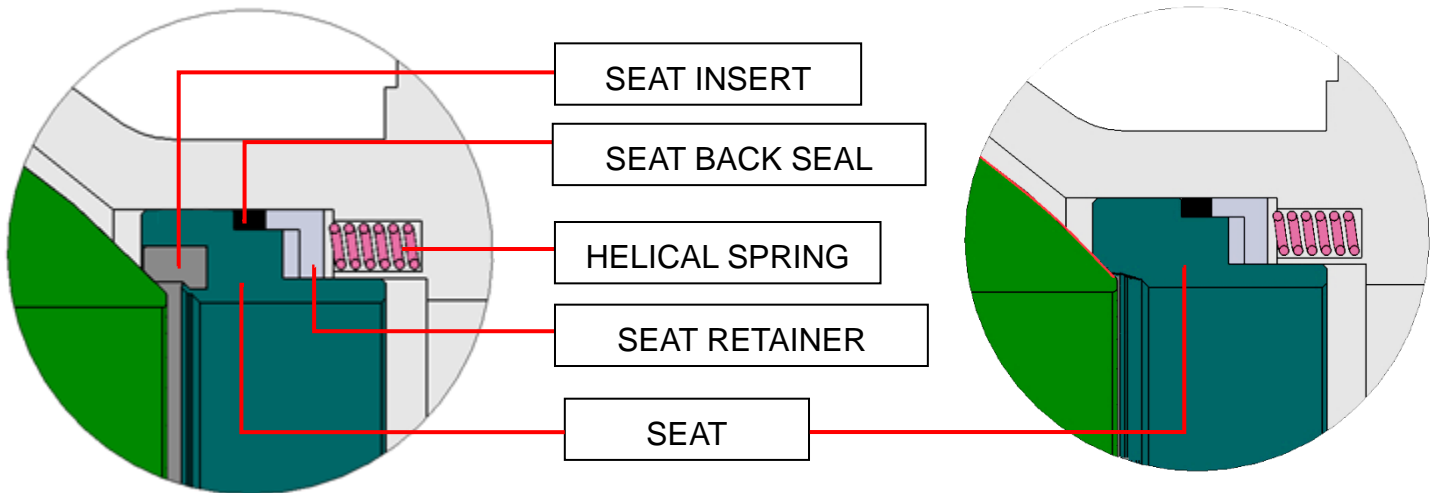 SEAT INSERT
SEAT BACK SEAL
HELICAL SPRING
SEAT RETAINER
SEAT